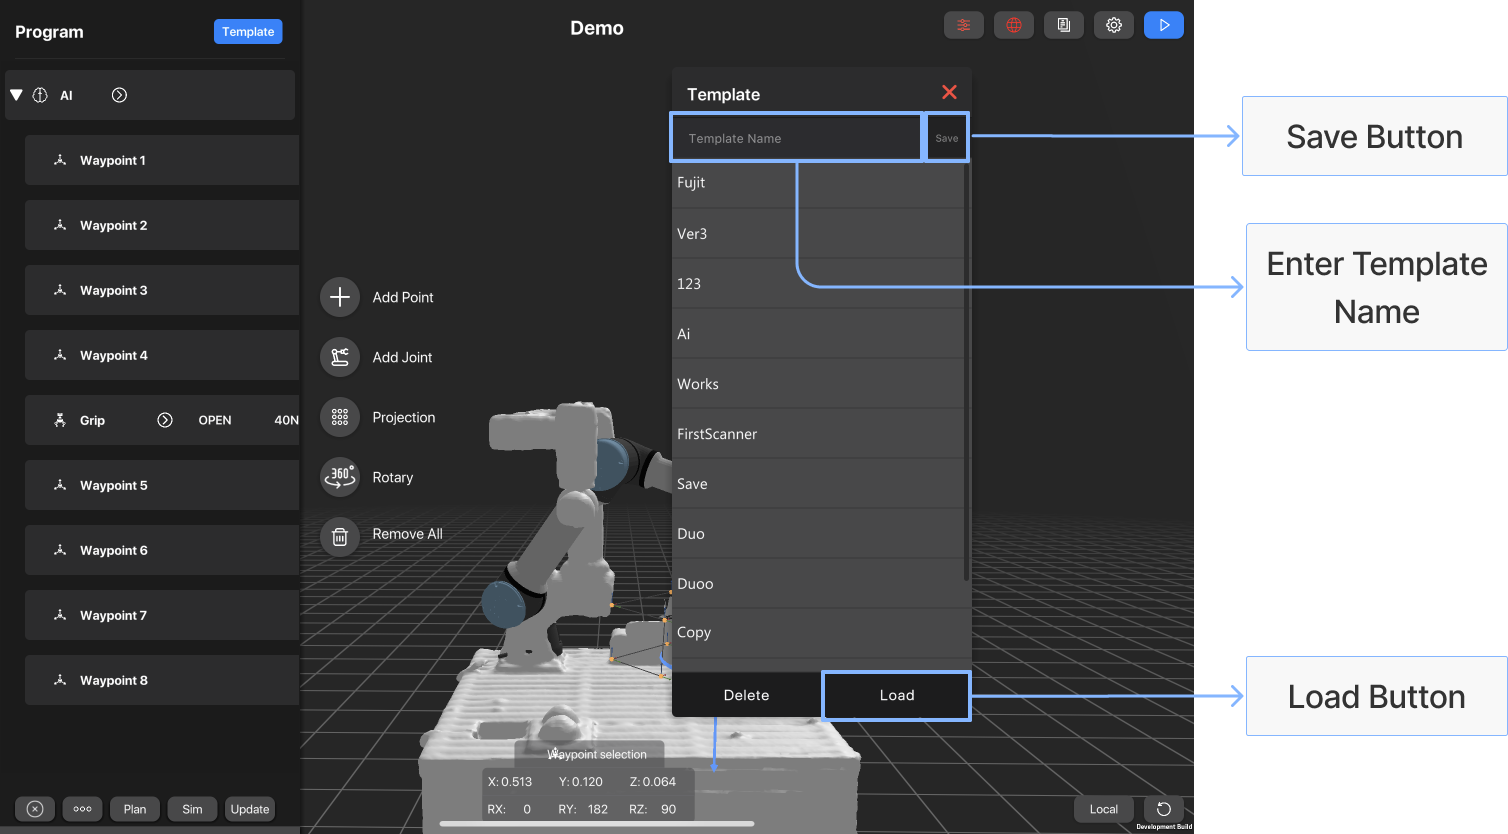 Program
Template
Demo
AI
Waypoint 1
Waypoint 2
Waypoint 3
Waypoint 4
Grip
OPEN
40N
Waypoint 5
Waypoint 6
Waypoint 7
Waypoint 8
Plan
Sim
Update
Add Point
Add Joint
Projection
360°
Rotary
Remove All
Template
Template Name
Save
Fujit
Ver3
123
Ai
Works
FirstScanner
Save
Duo
Duoo
Copy
Delete
Load
Waypoint selection
X: 0.513 Y: 0.120 Z: 0.064
RX: 0 RY: 182 RZ: 90
Local
Development Build
Save Button
Enter Template
Name
Load Button